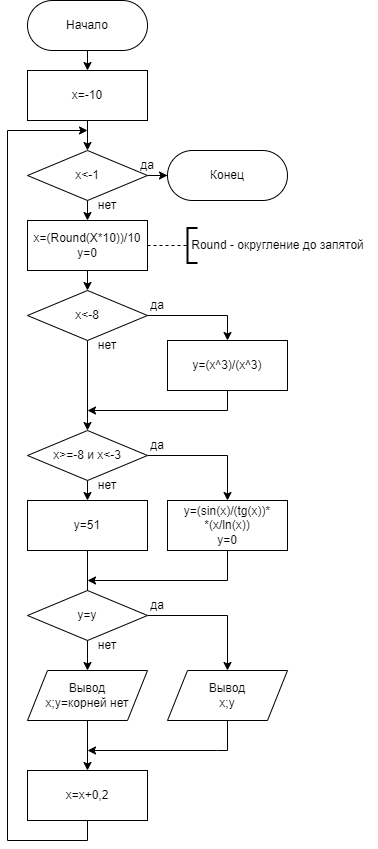 Начало
x=-10
x<-1
да
Конец
нет
x=(Round(X*10))/10
y=0
Round - округление до запятой
x<-8
да
нет
y=(x^3)/(x^3)
x>=-8 и x<-3
да
нет
y=51
y=(sin(x)/(tg(x))*
*(x/ln(x))
y=0
y=y
да
нет
Вывод
x;y=корней нет
Вывод
x;y
x=x+0,2